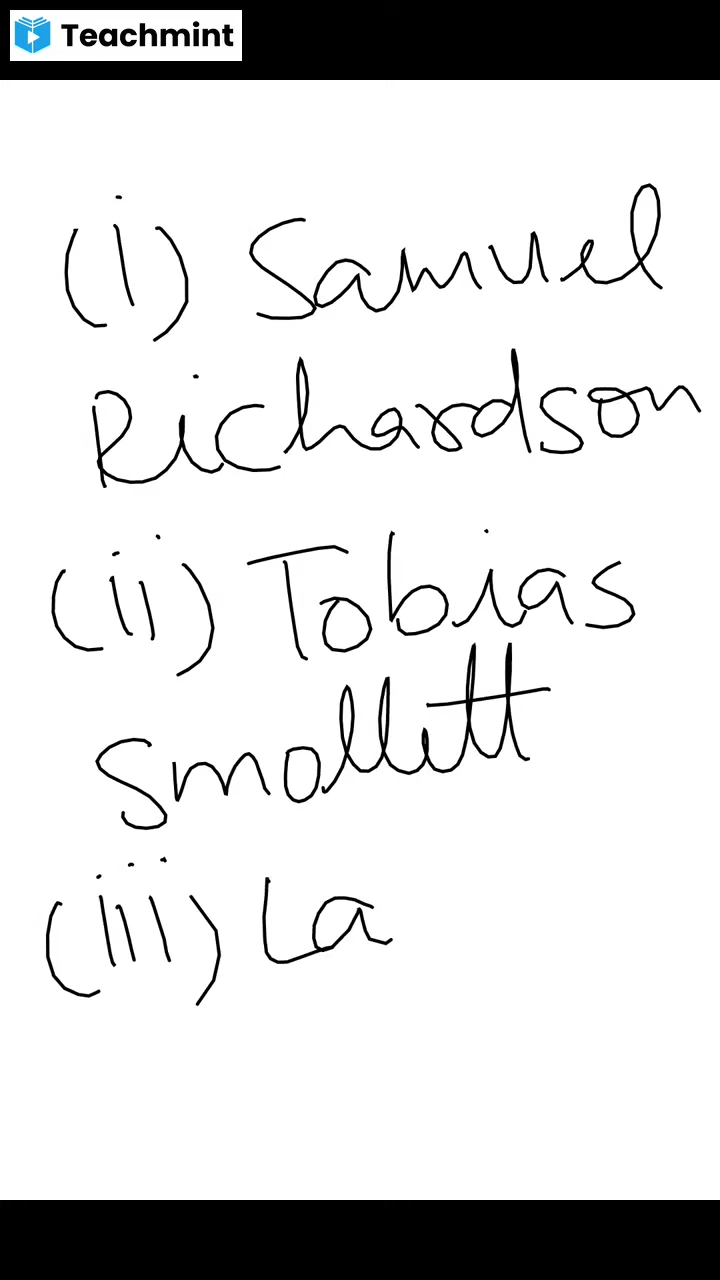 Teachmint
(i) Samuel
Richardson
(ii) Tobias
Smollett
(iii) La